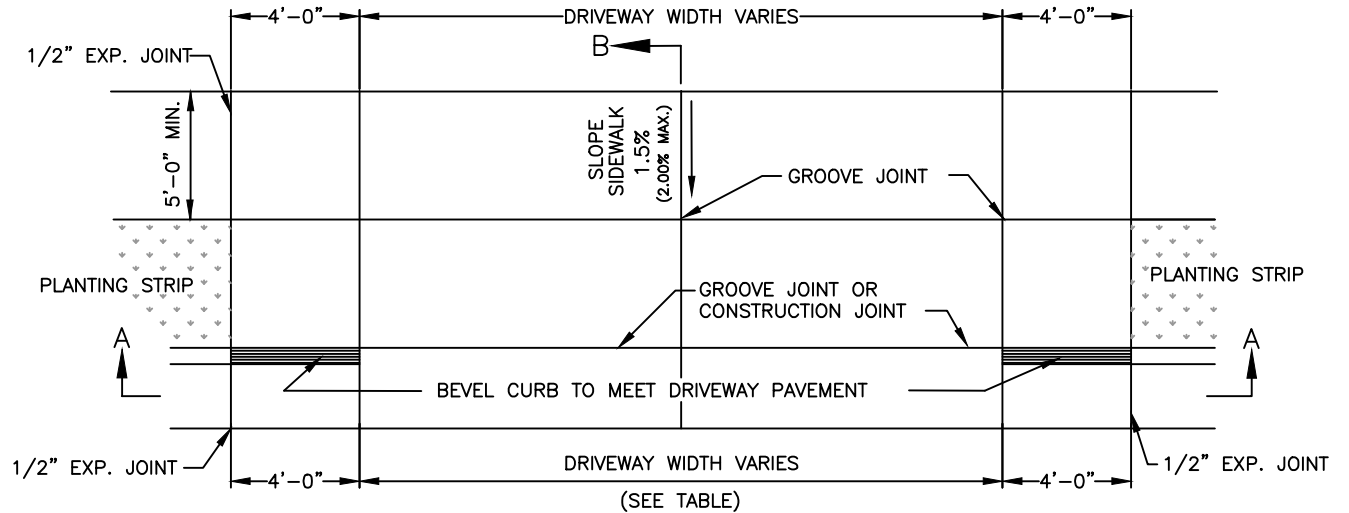 4'-0"
DRIVEWAY WIDTH VARIES
4'-0"
1/2" EXP. JOINT
B
5'-0" MIN.
SLOPE
SIDEWALK
1.5%
(2.00% MAX.)
GROOVE JOINT
PLANTING STRIP
PLANTING STRIP
GROOVE JOINT OR
CONSTRUCTION JOINT
A
A
BEVEL CURB TO MEET DRIVEWAY PAVEMENT
1/2" EXP. JOINT
4'-0"
DRIVEWAY WIDTH VARIES
(SEE TABLE)
4'-0"
1/2" EXP. JOINT